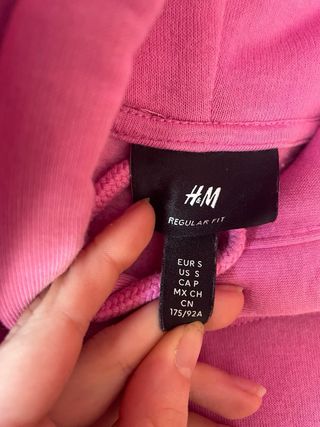 H&M
REGULAR FIT
EUR S
US S
CA P
MX CH
CN
175/92A